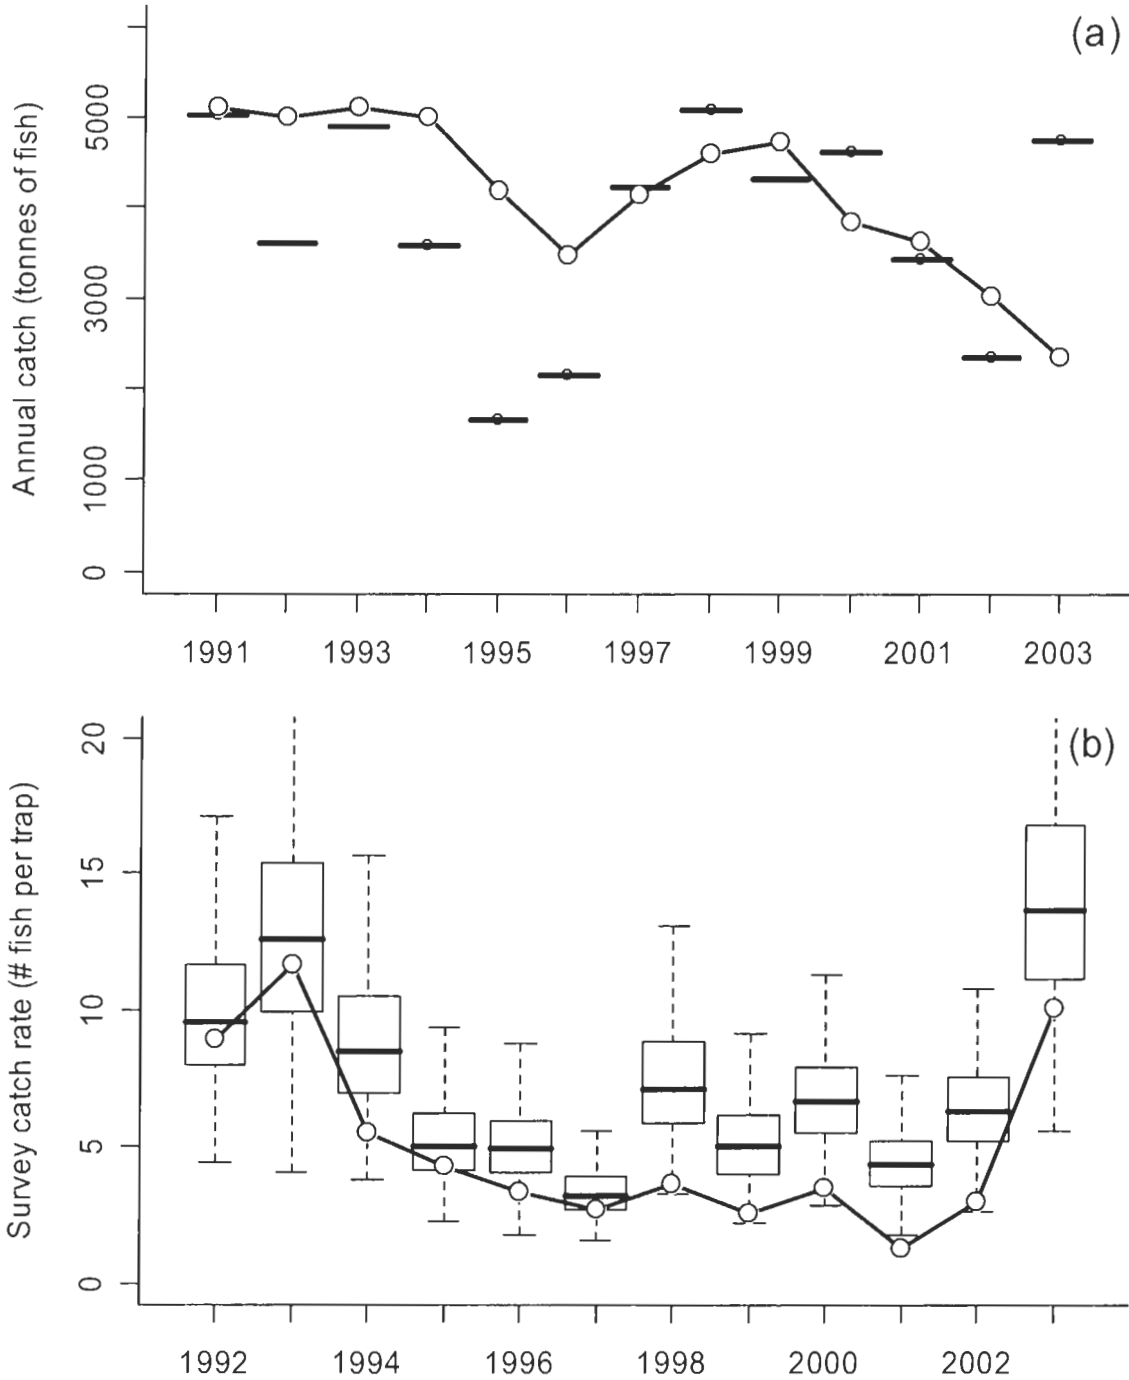 (a)
Annual catch (tonnes of fish)
5000
3000
1000
0
1991 1993 1995 1997 1999 2001 2003
(b)
Survey catch rate (# fish per trap)
20
15
10
5
0
1992 1994 1996 1998 2000 2002